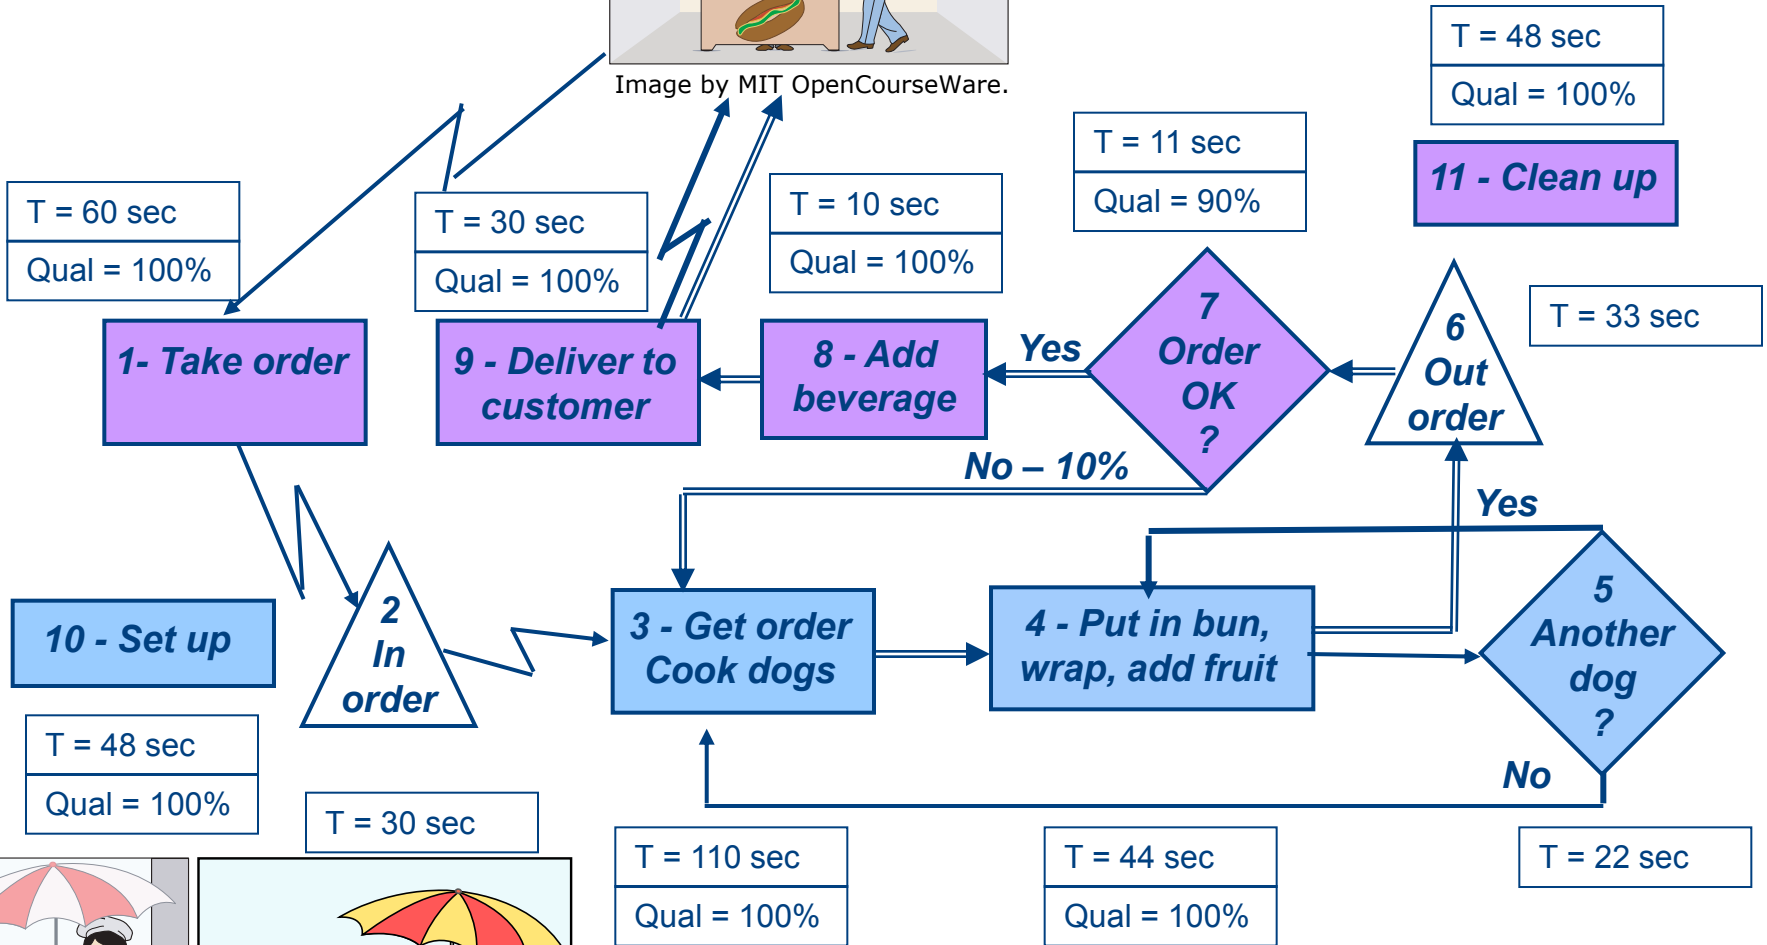 Image by MIT OpenCourseWare.
T = 48 sec
Qual = 100%
11 - Clean up
T = 11 sec
Qual = 90%
T = 60 sec
Qual = 100%
T = 30 sec
Qual = 100%
T = 10 sec
Qual = 100%
1- Take order
9 - Deliver to
customer
8 - Add
beverage
Yes
7
Order
OK
?
6
Out
order
T = 33 sec
No – 10%
Yes
10 - Set up
2
In
order
3 - Get order
Cook dogs
4 - Put in bun,
wrap, add fruit
5
Another
dog
?
No
T = 48 sec
Qual = 100%
T = 30 sec
T = 110 sec
Qual = 100%
T = 44 sec
Qual = 100%
T = 22 sec